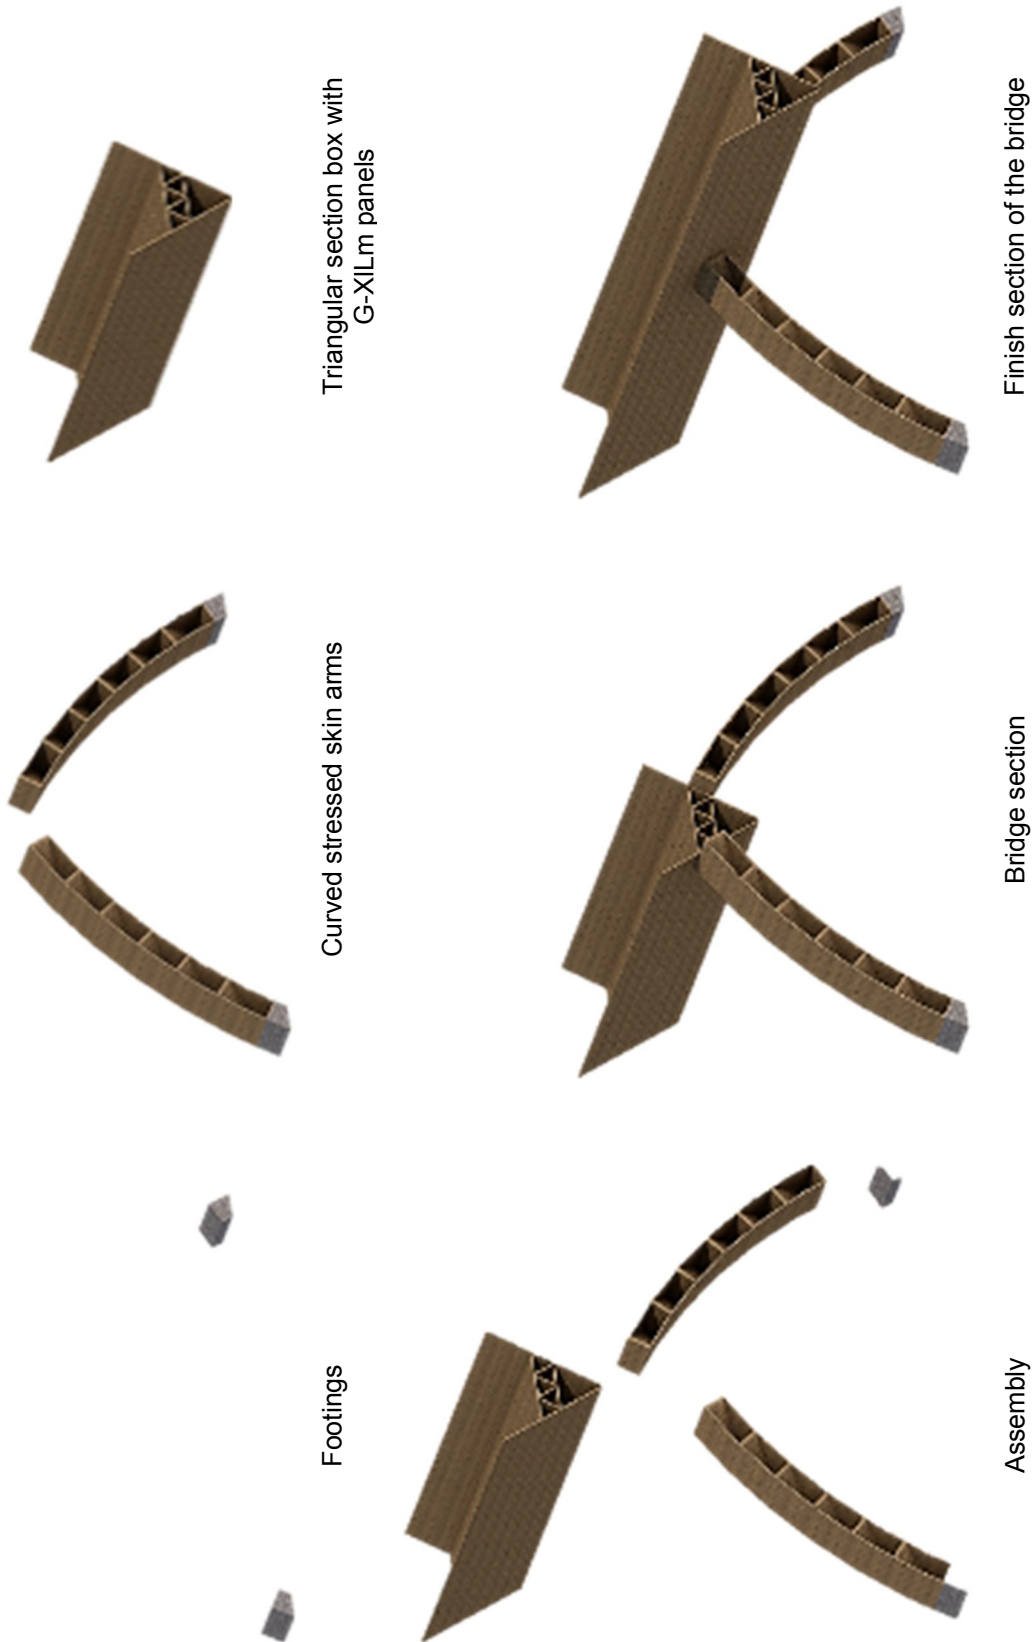 Footings
Curved stressed skin arms
Triangular section box with
G-XILm panels
Assembly
Bridge section
Finish section of the bridge